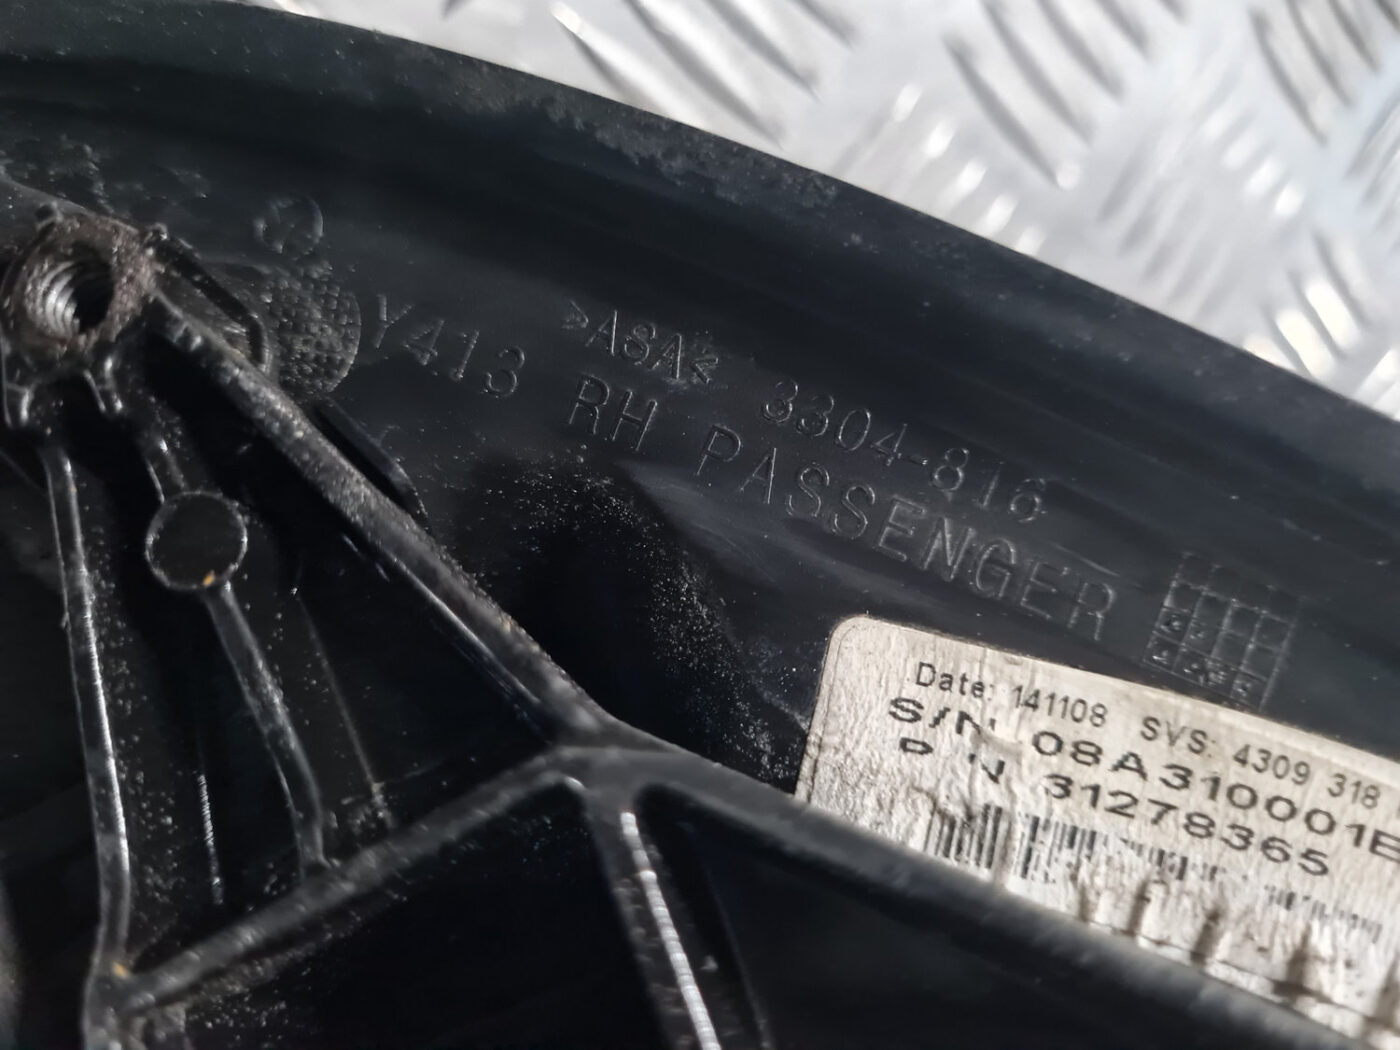 >ASA< 3304-816
Y413 RH PASSENGER
Date: 141108 SVS: 4309 318
S/N 08A310001E
P N 31278365